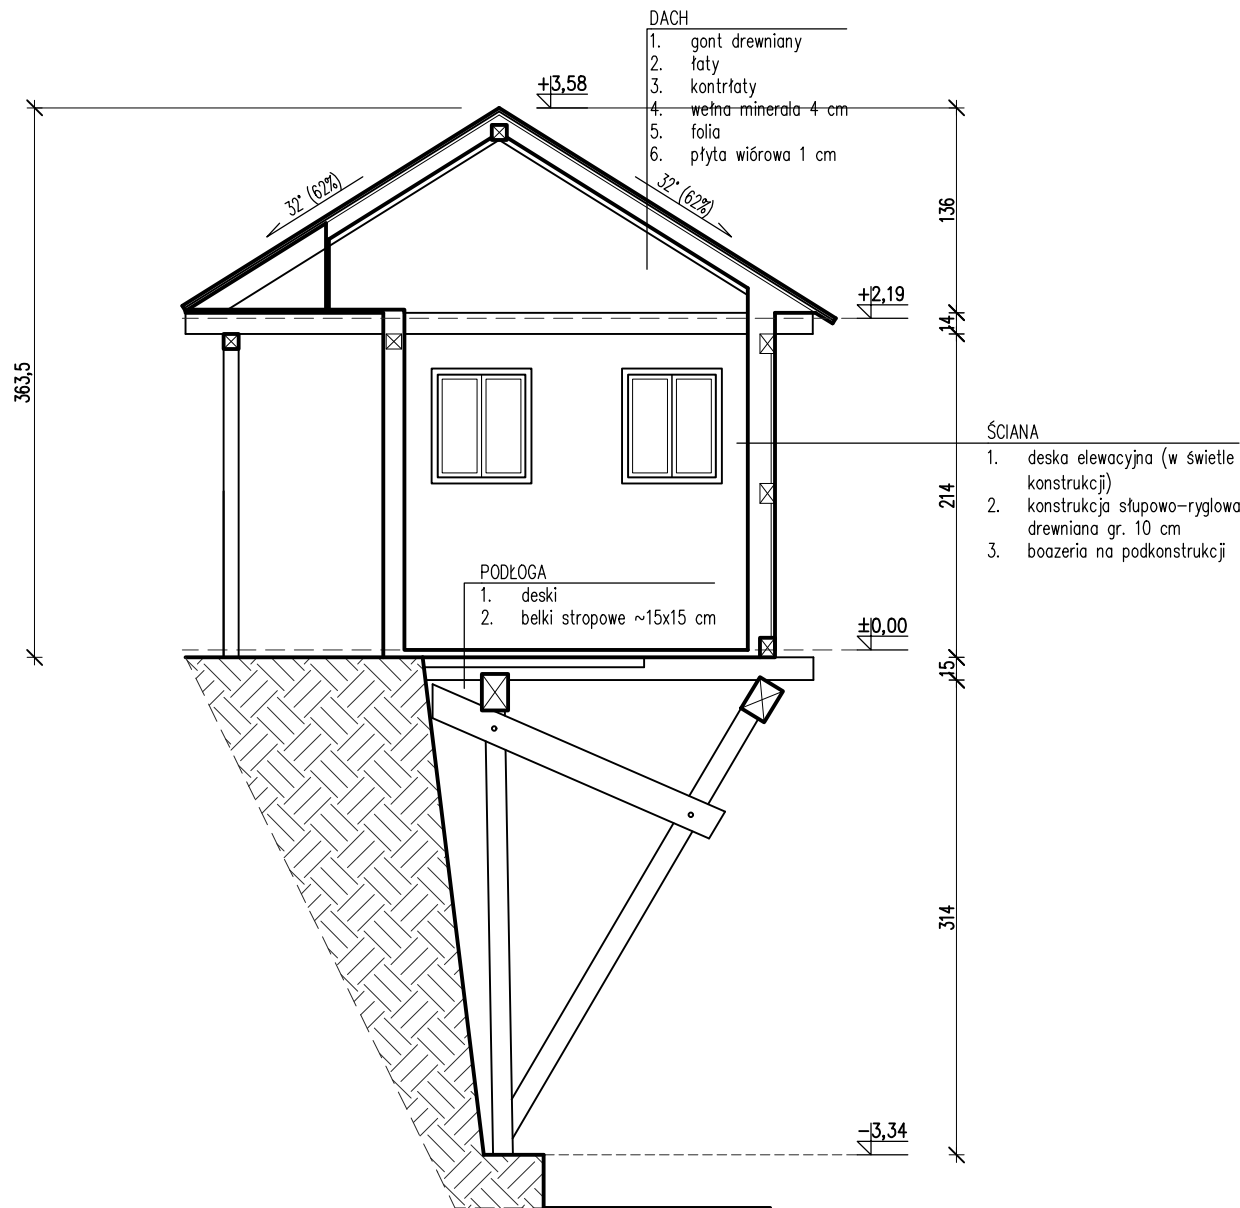 DACH
1. gont drewniany
2. łaty
3. kontrłaty
4. wełna minerala 4 cm
5. folia
6. płyta wiórowa 1 cm
+3,58
32° (62%)
32° (62%)
136
+2,19
14
363,5
ŚCIANA
1. deska elewacyjna (w świetle
konstrukcji)
2. konstrukcja słupowo-ryglowa
drewniana gr. 10 cm
3. boazeria na podkonstrukcji
214
PODŁOGA
1. deski
2. belki stropowe ~15x15 cm
±0,00
15
314
-3,34